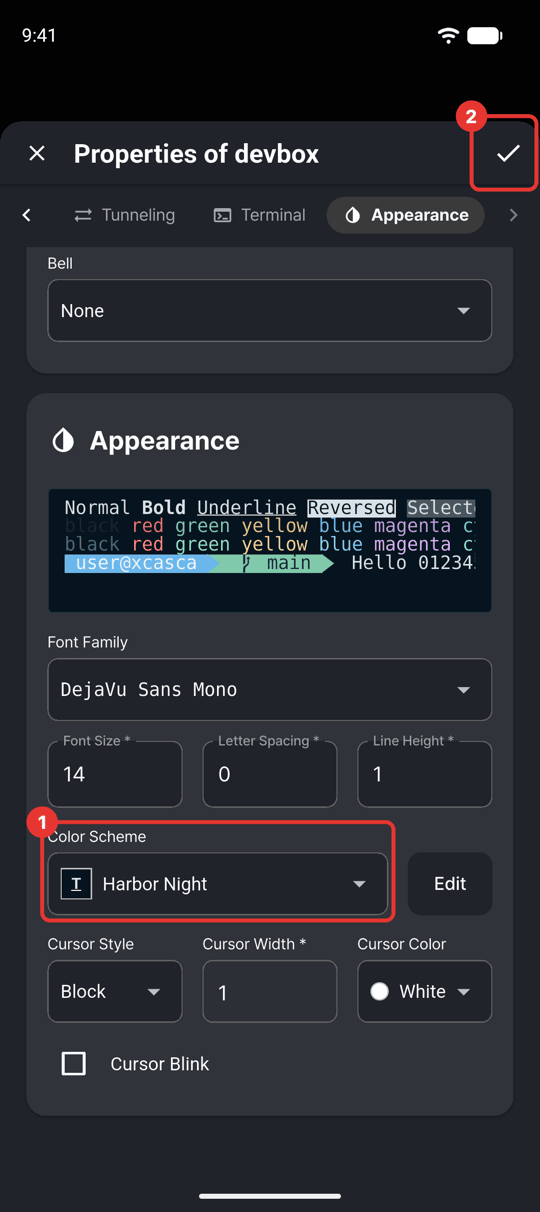 9:41
2
Properties of devbox
Tunneling Terminal Appearance
Bell
None
Appearance
Normal Bold Underline Reversed Select
black red green yellow blue magenta
black red green yellow blue magenta
user@xcasca main Hello 01234
Font Family
DejaVu Sans Mono
Font Size * Letter Spacing * Line Height *
14 0 1
1
Color Scheme
T Harbor Night Edit
Cursor Style Cursor Width * Cursor Color
Block 1 White
Cursor Blink